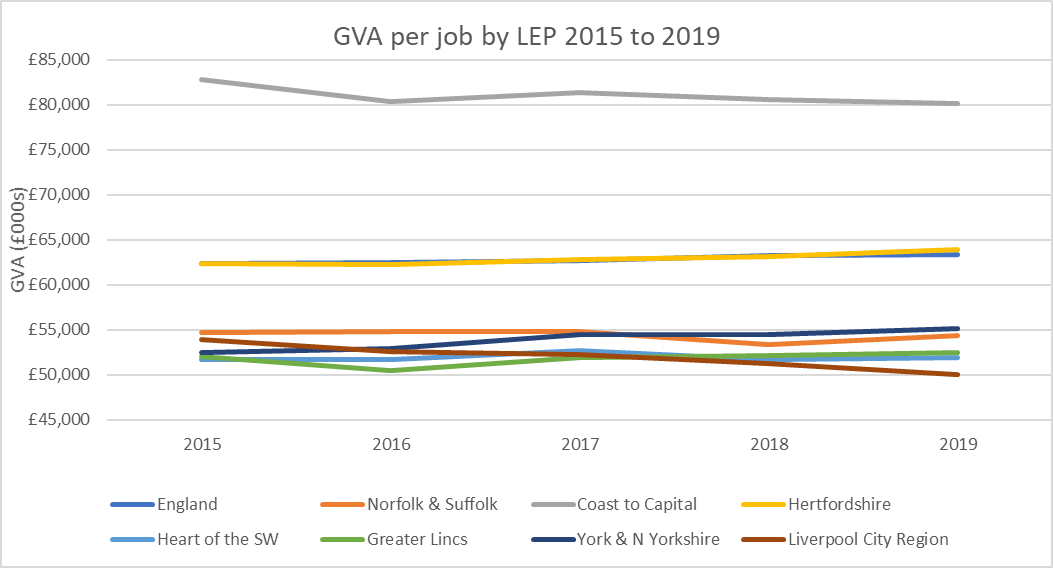 GVA per job by LEP 2015 to 2019
£85,000
£80,000
£75,000
£70,000
£65,000
£60,000
£55,000
£50,000
£45,000
GVA (£000s)
2015 2016 2017 2018 2019
England Norfolk & Suffolk Coast to Capital Hertfordshire
Heart of the SW Greater Lincs York & N Yorkshire Liverpool City Region